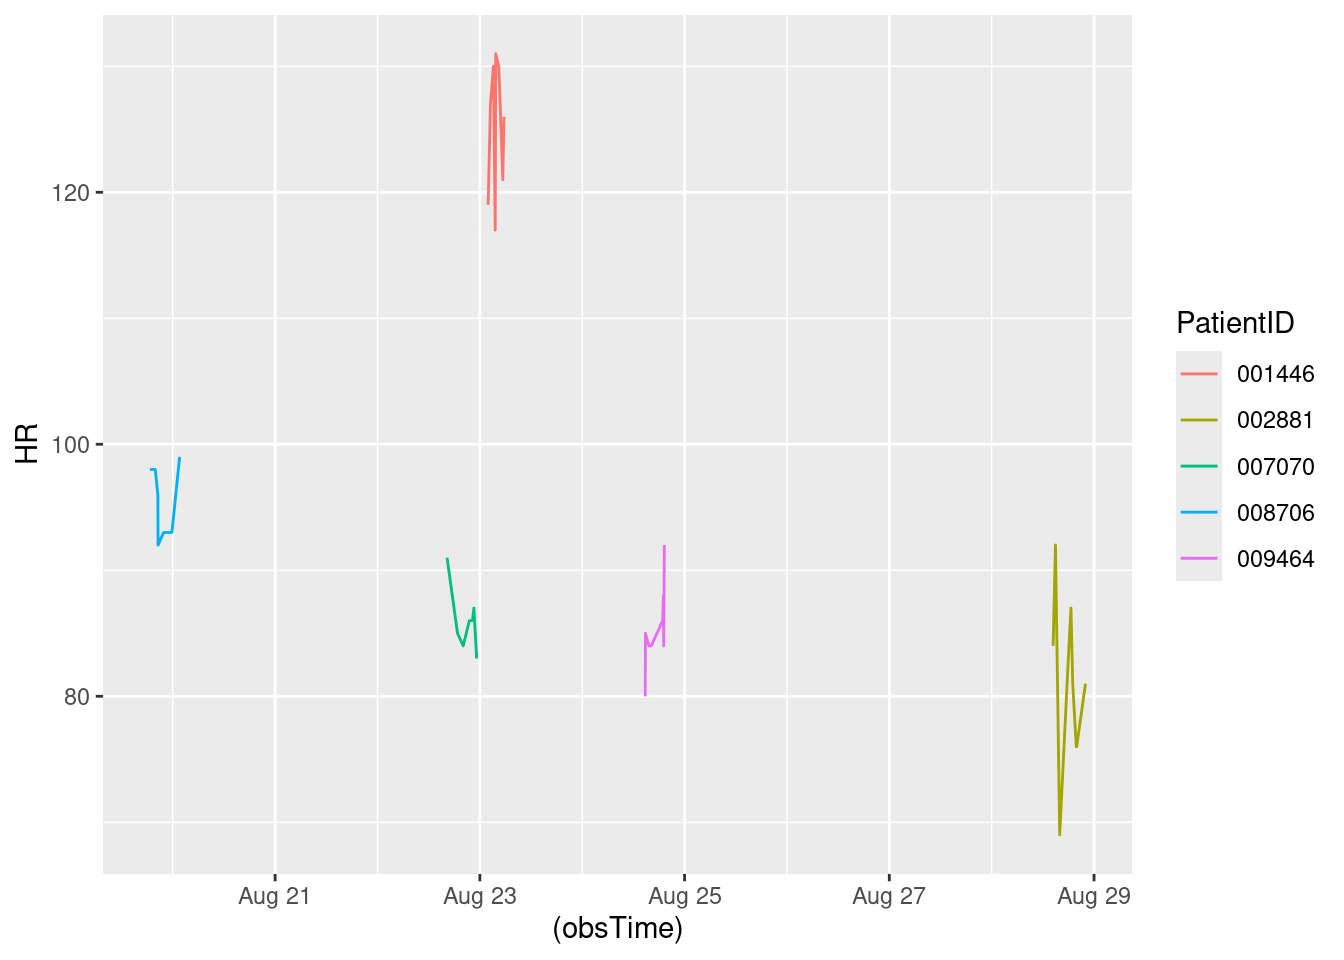 HR
120
100
80
Aug 21
Aug 23
Aug 25
Aug 27
Aug 29
(obsTime)
PatientID
001446
002881
007070
008706
009464